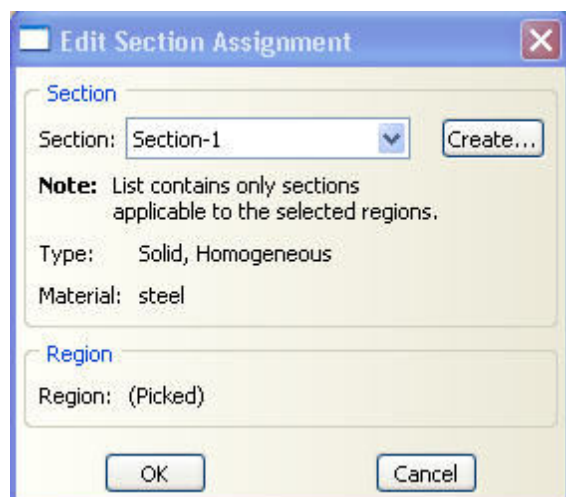 Edit Section Assignment
Section
Section: Section-1 Create...
Note: List contains only sections
applicable to the selected regions.
Type: Solid, Homogeneous
Material: steel
Region
Region: (Picked)
OK Cancel